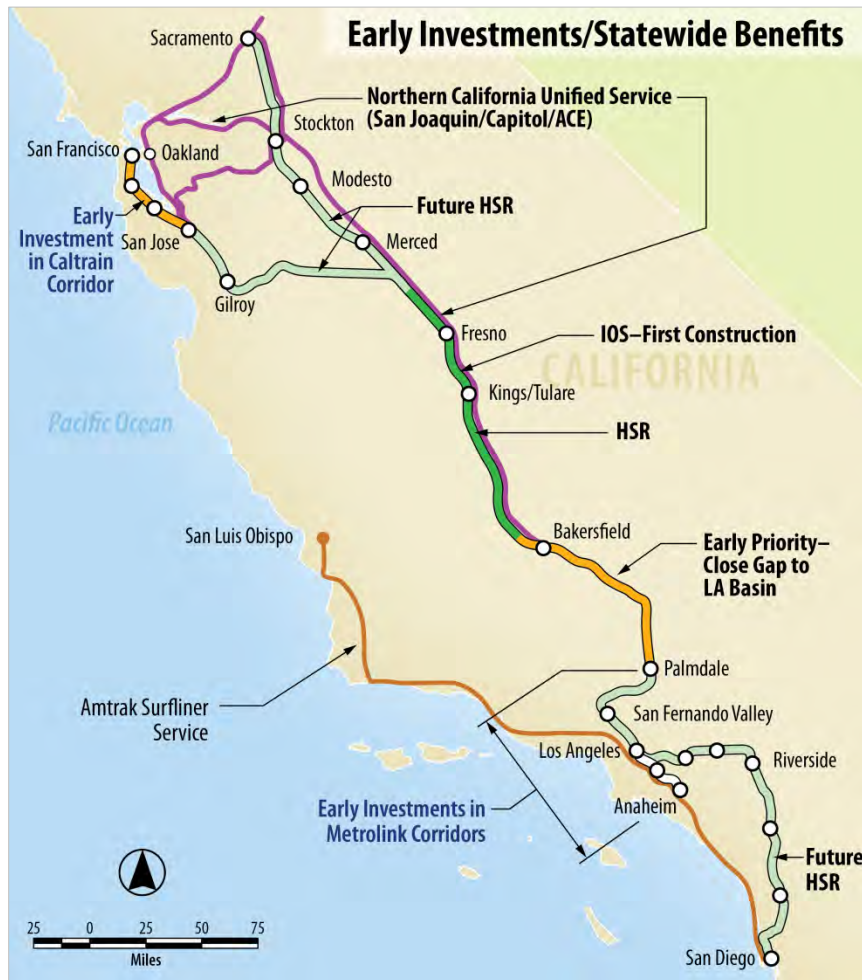 Early Investments/Statewide Benefits
Sacramento
Northern California Unified Service
(San Joaquin/Capitol/ACE)
Stockton
San Francisco
Oakland
Modesto
Early
Investment
in Caltrain
Corridor
San Jose
Future HSR
Merced
Gilroy
Fresno
IOS–First Construction
CALIFORNIA
Kings/Tulare
Pacific Ocean
HSR
San Luis Obispo
Bakersfield
Early Priority–
Close Gap to
LA Basin
Palmdale
Amtrak Surfliner
Service
San Fernando Valley
Los Angeles
Riverside
Early Investments in
Metrolink Corridors
Anaheim
Future
HSR
25 0 25 50 75
Miles
San Diego